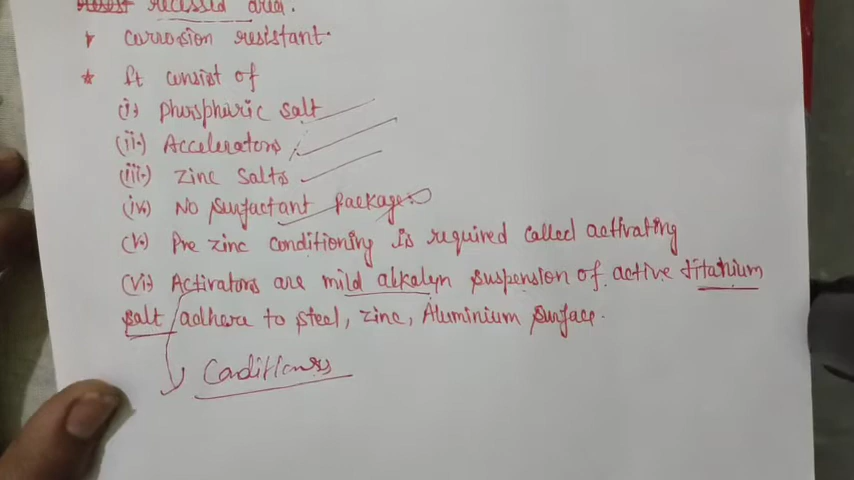 recessed area.
Corrosion resistant.
* It consist of
(i) phospharic salt
(ii) Accelerators
(iii) Zinc salts
(iv) No surfactant package
(v) Pre zinc conditioning is required called activating
(vi) Activators are mild alkalyn suspension of active titanium
salt adhere to steel, zinc, Aluminium surface.
Conditioners